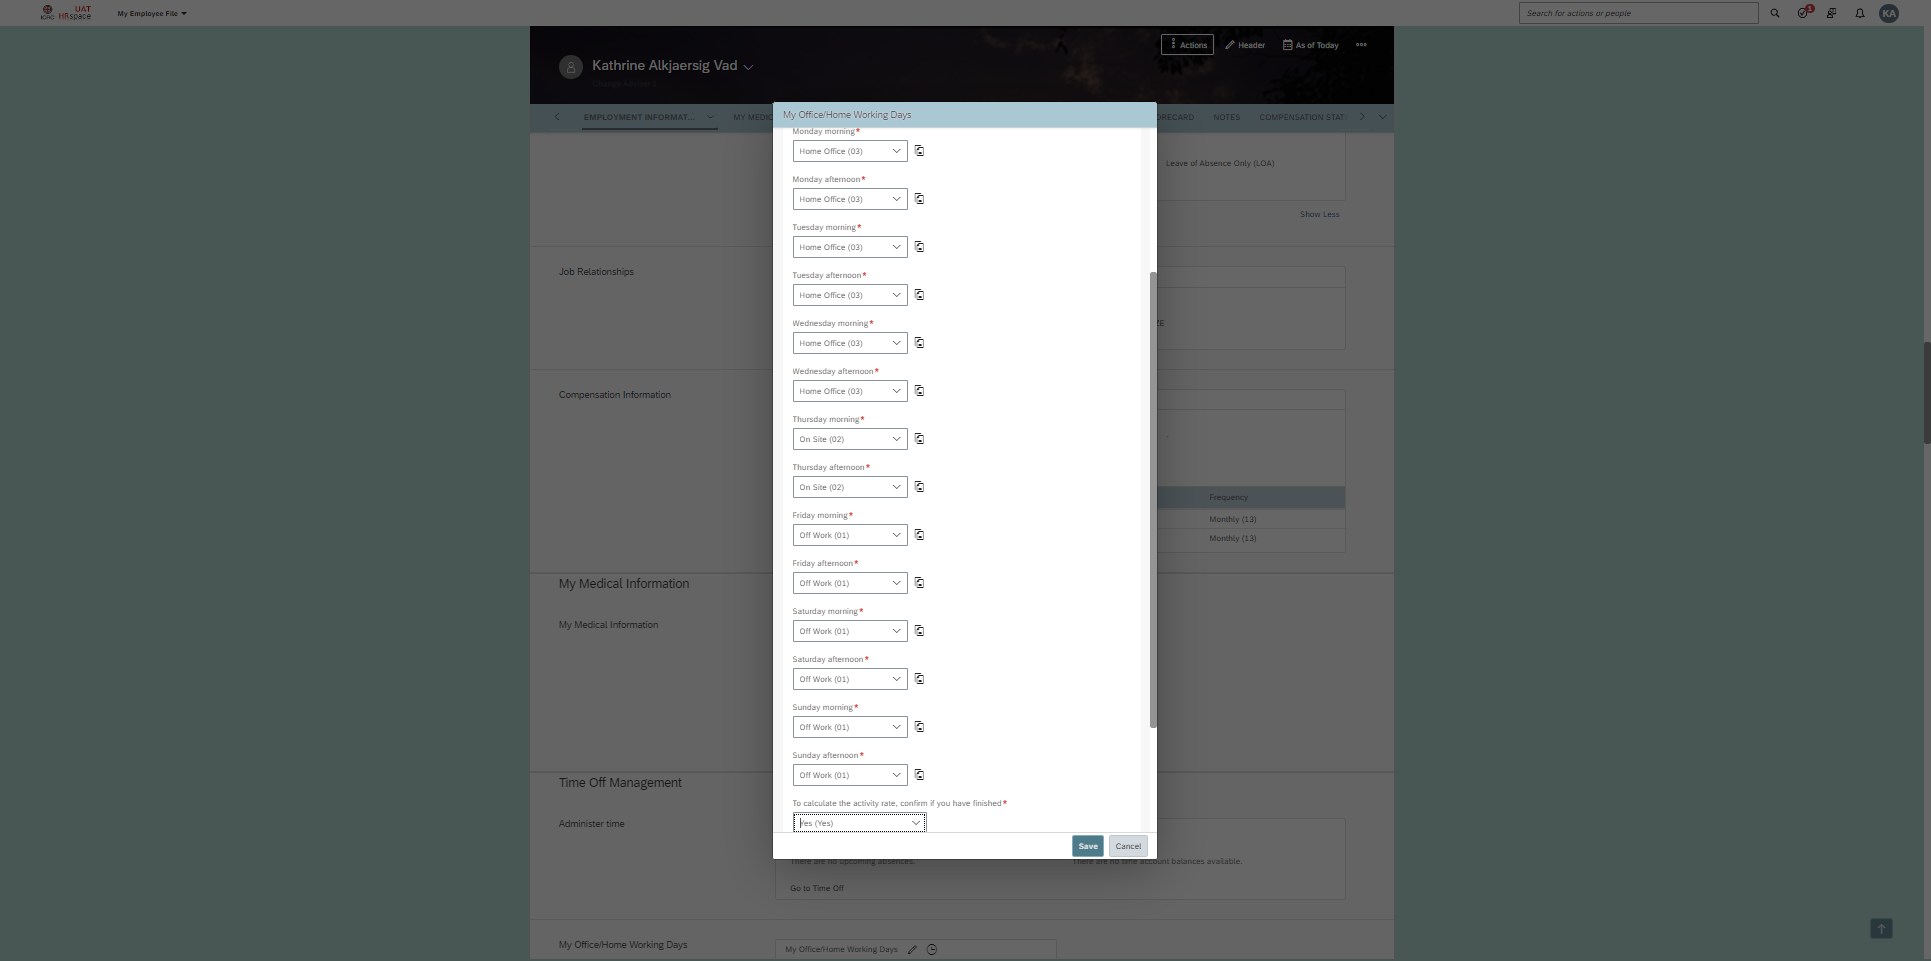 ICRC UAT HRspace My Employee File
Search for actions or people
1
KA
Actions Header As of Today
Kathrine Alkjaersig Vad
EMPLOYMENT INFORMAT...
MY MEDIC
NOTES COMPENSATION STAT
My Office/Home Working Days
Monday morning*
Home Office (03)
Monday afternoon*
Home Office (03)
Tuesday morning*
Home Office (03)
Tuesday afternoon*
Home Office (03)
Wednesday morning*
Home Office (03)
Wednesday afternoon*
Home Office (03)
Thursday morning*
On Site (02)
Thursday afternoon*
On Site (02)
Friday morning*
Off Work (01)
Friday afternoon*
Off Work (01)
Saturday morning*
Off Work (01)
Saturday afternoon*
Off Work (01)
Sunday morning*
Off Work (01)
Sunday afternoon*
Off Work (01)
To calculate the activity rate, confirm if you have finished*
Yes (Yes)
Save Cancel
Leave of Absence Only (LOA)
Show Less
Job Relationships
Compensation Information
Frequency
Monthly (13)
Monthly (13)
My Medical Information
My Medical Information
Time Off Management
Administer time
There are no upcoming absences.
There are no time account balances available.
Go to Time Off
My Office/Home Working Days
My Office/Home Working Days